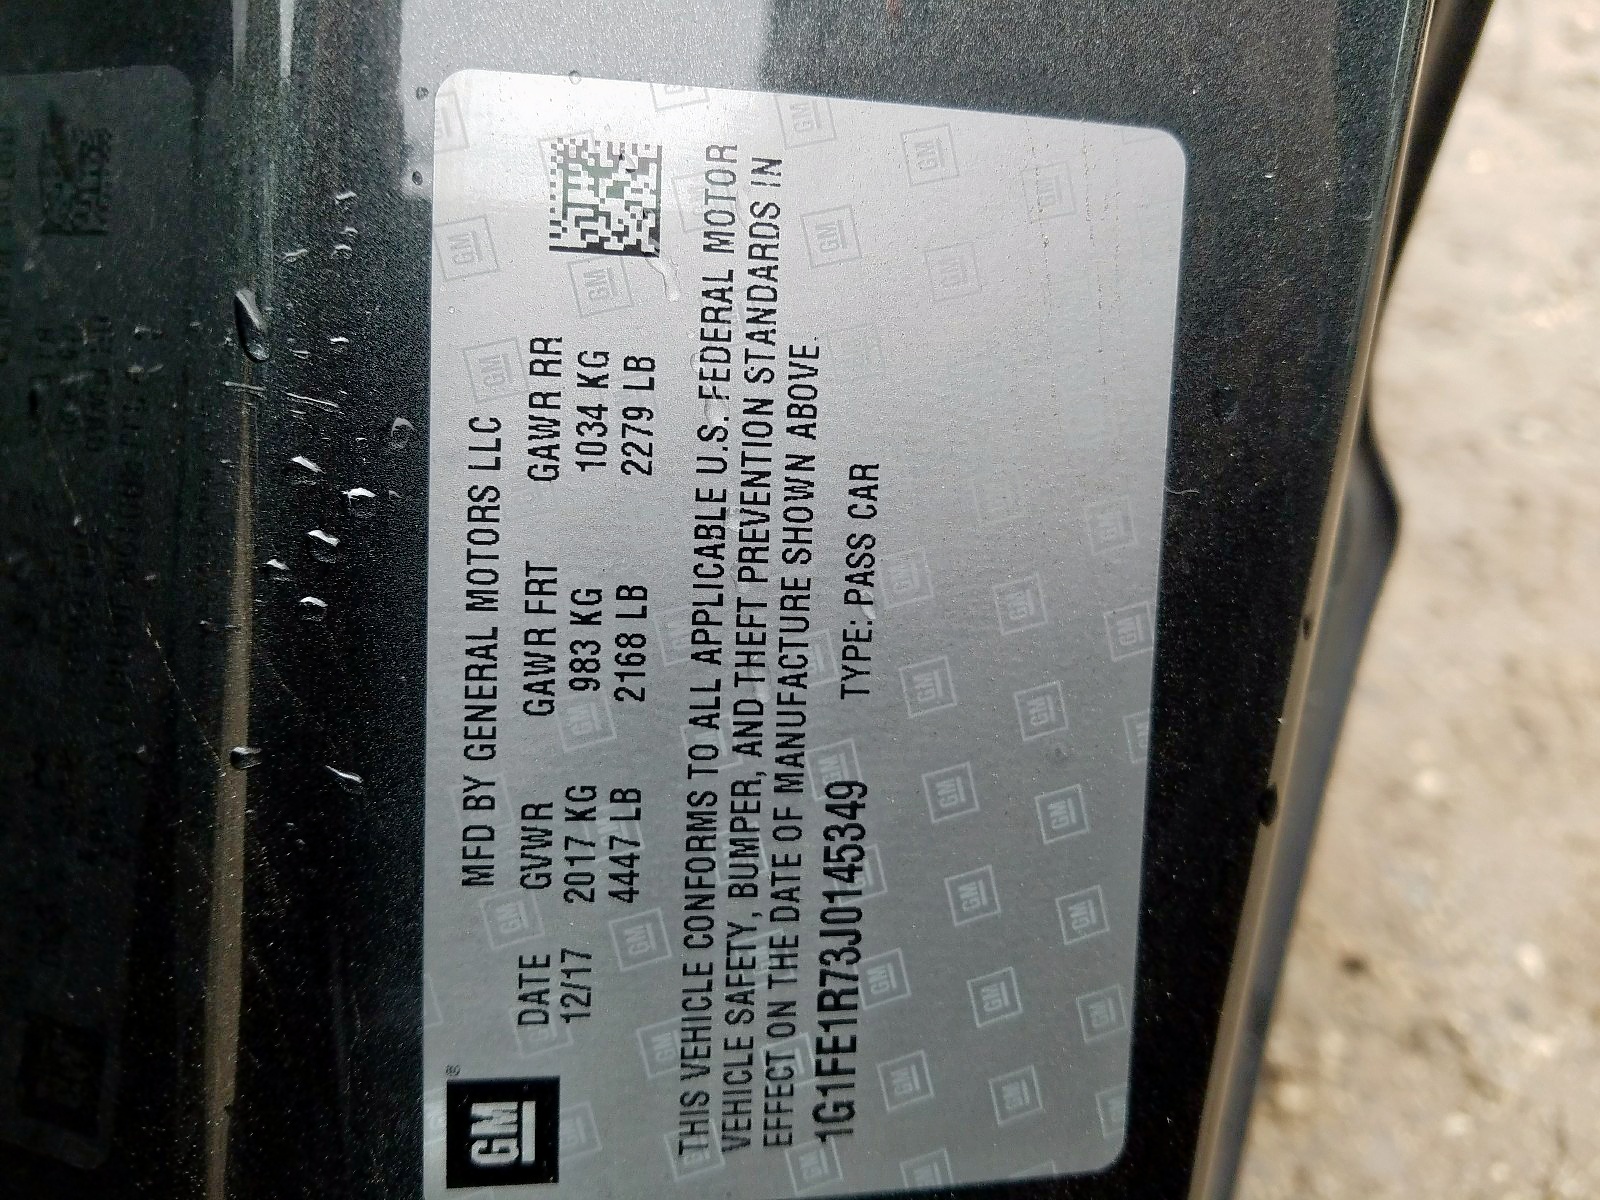 GM®
MFD BY GENERAL MOTORS LLC
DATE GVWR GAWR FRT GAWR RR
12/17 2017 KG 983 KG 1034 KG
4447 LB 2168 LB 2279 LB
THIS VEHICLE CONFORMS TO ALL APPLICABLE U.S. FEDERAL MOTOR
VEHICLE SAFETY, BUMPER, AND THEFT PREVENTION STANDARDS IN
EFFECT ON THE DATE OF MANUFACTURE SHOWN ABOVE.
1G1FE1R73J0145349 TYPE: PASS CAR